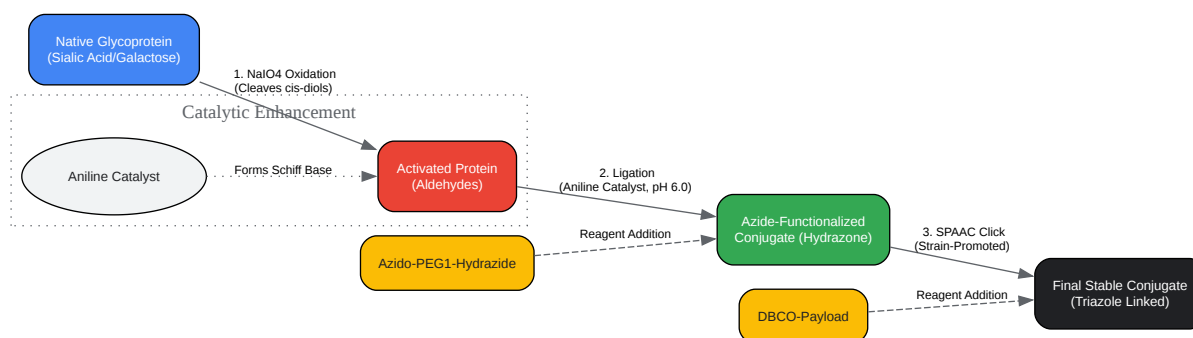 Native Glycoprotein
(Sialic Acid/Galactose)
1. NaIO4 Oxidation
(Cleaves cis-diols)
Catalytic Enhancement
Aniline Catalyst
Forms Schiff Base
Activated Protein
(Aldehydes)
2. Ligation
(Aniline Catalyst, pH 6.0)
Azido-PEG1-Hydrazide
Reagent Addition
Azide-Functionalized
Conjugate (Hydrazone)
3. SPAAC Click
(Strain-Promoted)
DBCO-Payload
Reagent Addition
Final Stable Conjugate
(Triazole Linked)